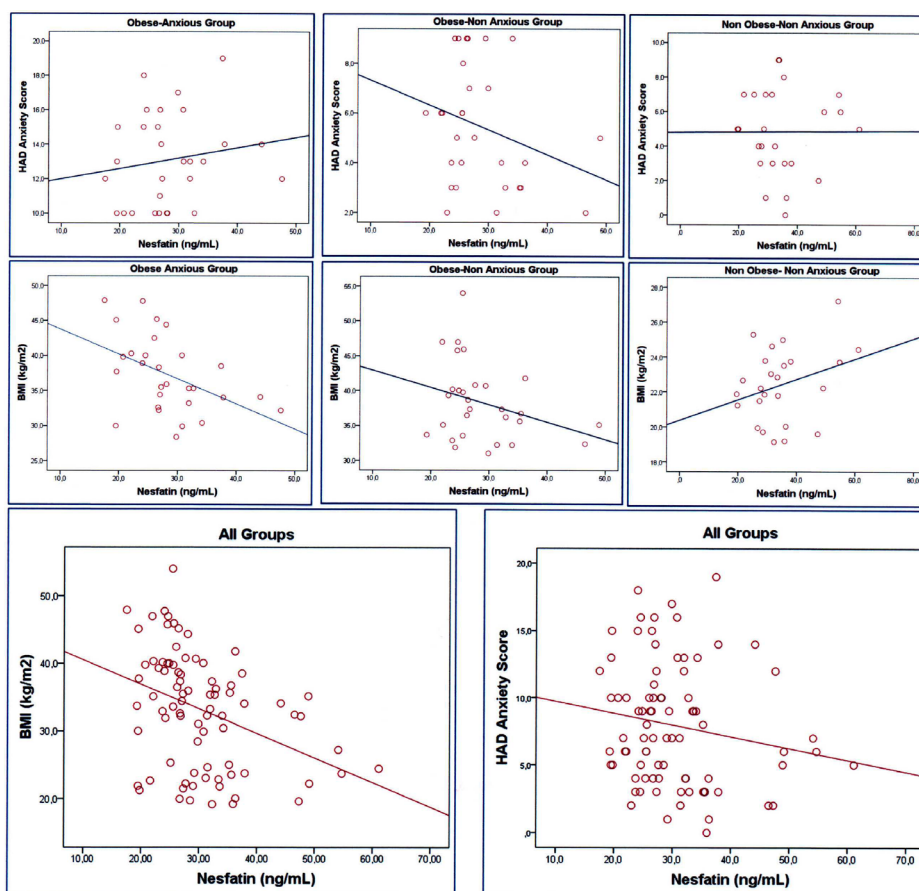 Obese-Anxious Group
20,0
18,0
16,0
14,0
12,0
10,0
HAD Anxiety Score
10,0 20,0 30,0 40,0 50,0
Nesfatin (ng/mL)
Obese-Non Anxious Group
8,0
6,0
4,0
2,0
HAD Anxiety Score
10,0 20,0 30,0 40,0 50,0
Nesfatin (ng/mL)
Non Obese-Non Anxious Group
10,0
8,0
6,0
4,0
2,0
,0
HAD Anxiety Score
,0 20,0 40,0 60,0 80,0
Nesfatin (ng/mL)
Obese Anxious Group
50,0
45,0
40,0
35,0
30,0
25,0
BMI (kg/m2)
10,0 20,0 30,0 40,0 50,0
Nesfatin (ng/mL)
Obese-Non Anxious Group
65,0
50,0
45,0
40,0
35,0
30,0
BMI (kg/m2)
10,0 20,0 30,0 40,0 50,0
Nesfatin (ng/mL)
Non Obese- Non Anxious Group
28,0
26,0
24,0
22,0
20,0
18,0
BMI (kg/m2)
,0 20,0 40,0 60,0 80,0
Nesfatin (ng/mL)
All Groups
50,0
40,0
30,0
20,0
BMI (kg/m2)
10,00 20,00 30,00 40,00 50,00 60,00 70,00
Nesfatin (ng/mL)
All Groups
20,0
15,0
10,0
5,0
,0
HAD Anxiety Score
10,0 20,0 30,0 40,0 50,0 60,0 70,0
Nesfatin (ng/mL)